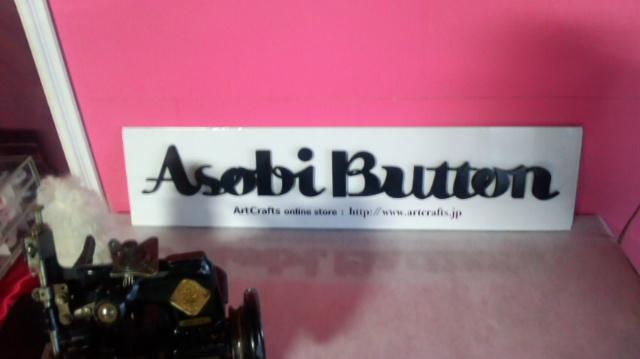 Asobi Button
ArtCrafts online store : http://www.artcrafts.jp